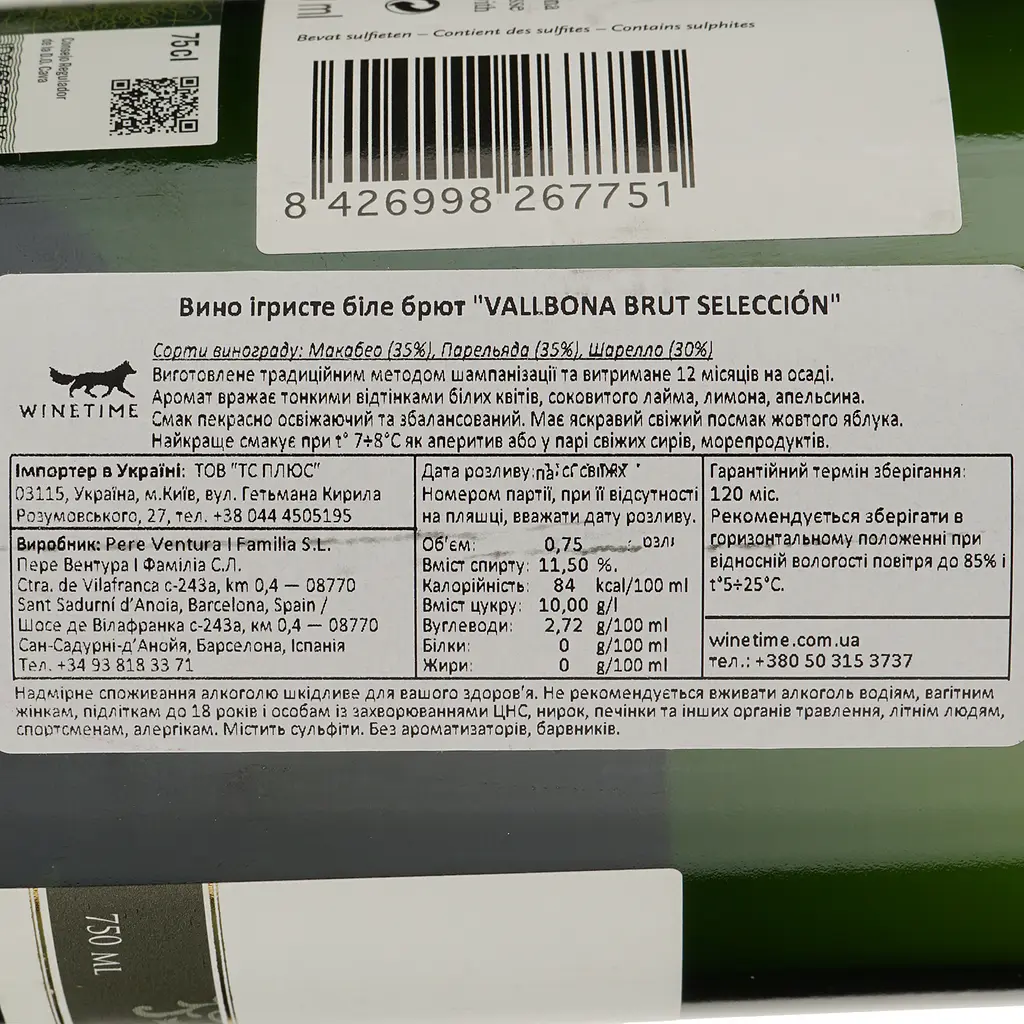 75cl
Consejo Regulador
de la D.O. Cava
ml
Bevat sulfieten – Contient des sulfites – Contains sulphites
8 426998 267751
Вино ігристе біле брют "VALLBONA BRUT SELECCIÓN"
WINETIME
Сорти винограду: Макабео (35%), Парельяда (35%), Шарелло (30%)
Виготовлене традиційним методом шампанізації та витримане 12 місяців на осаді.
Аромат вражає тонкими відтінками білих квітів, соковитого лайма, лимона, апельсина.
Смак пекрасно освіжаючий та збалансований. Має яскравий свіжий посмак жовтого яблука.
Найкраще смакує при t° 7÷8°C як аперитив або у парі свіжих сирів, морепродуктів.
Імпортер в Україні: ТОВ "ТС ПЛЮС"
03115, Україна, м.Київ, вул. Гетьмана Кирила
Розумовського, 27, тел. +38 044 4505195
Виробник: Pere Ventura I Familia S.L.
Пере Вентура І Фамілія С.Л.
Ctra. de Vilafranca c-243a, km 0,4 — 08770
Sant Sadurní d'Anoia, Barcelona, Spain /
Шосе де Вілафранка с-243а, км 0,4 — 08770
Сан-Садурні-д'Анойя, Барселона, Іспанія
Тел. +34 93 818 33 71
Дата розливу:
Номером партії, при її відсутності
на пляшці, вважати дату розливу.
Об'єм: 0,75
Вміст спирту: 11,50 %.
Калорійність: 84 kcal/100 ml
Вміст цукру: 10,00 g/l
Вуглеводи: 2,72 g/100 ml
Білки: 0 g/100 ml
Жири: 0 g/100 ml
Гарантійний термін зберігання:
120 міс.
Рекомендується зберігати в
горизонтальному положенні при
відносній вологості повітря до 85% і
t°5÷25°C.
winetime.com.ua
тел.: +380 50 315 3737
Надмірне споживання алкоголю шкідливе для вашого здоров'я. Не рекомендується вживати алкоголь водіям, вагітним
жінкам, підліткам до 18 років і особам із захворюваннями ЦНС, нирок, печінки та інших органів травлення, літнім людям,
спортсменам, алергікам. Містить сульфіти. Без ароматизаторів, барвників.
750 ML